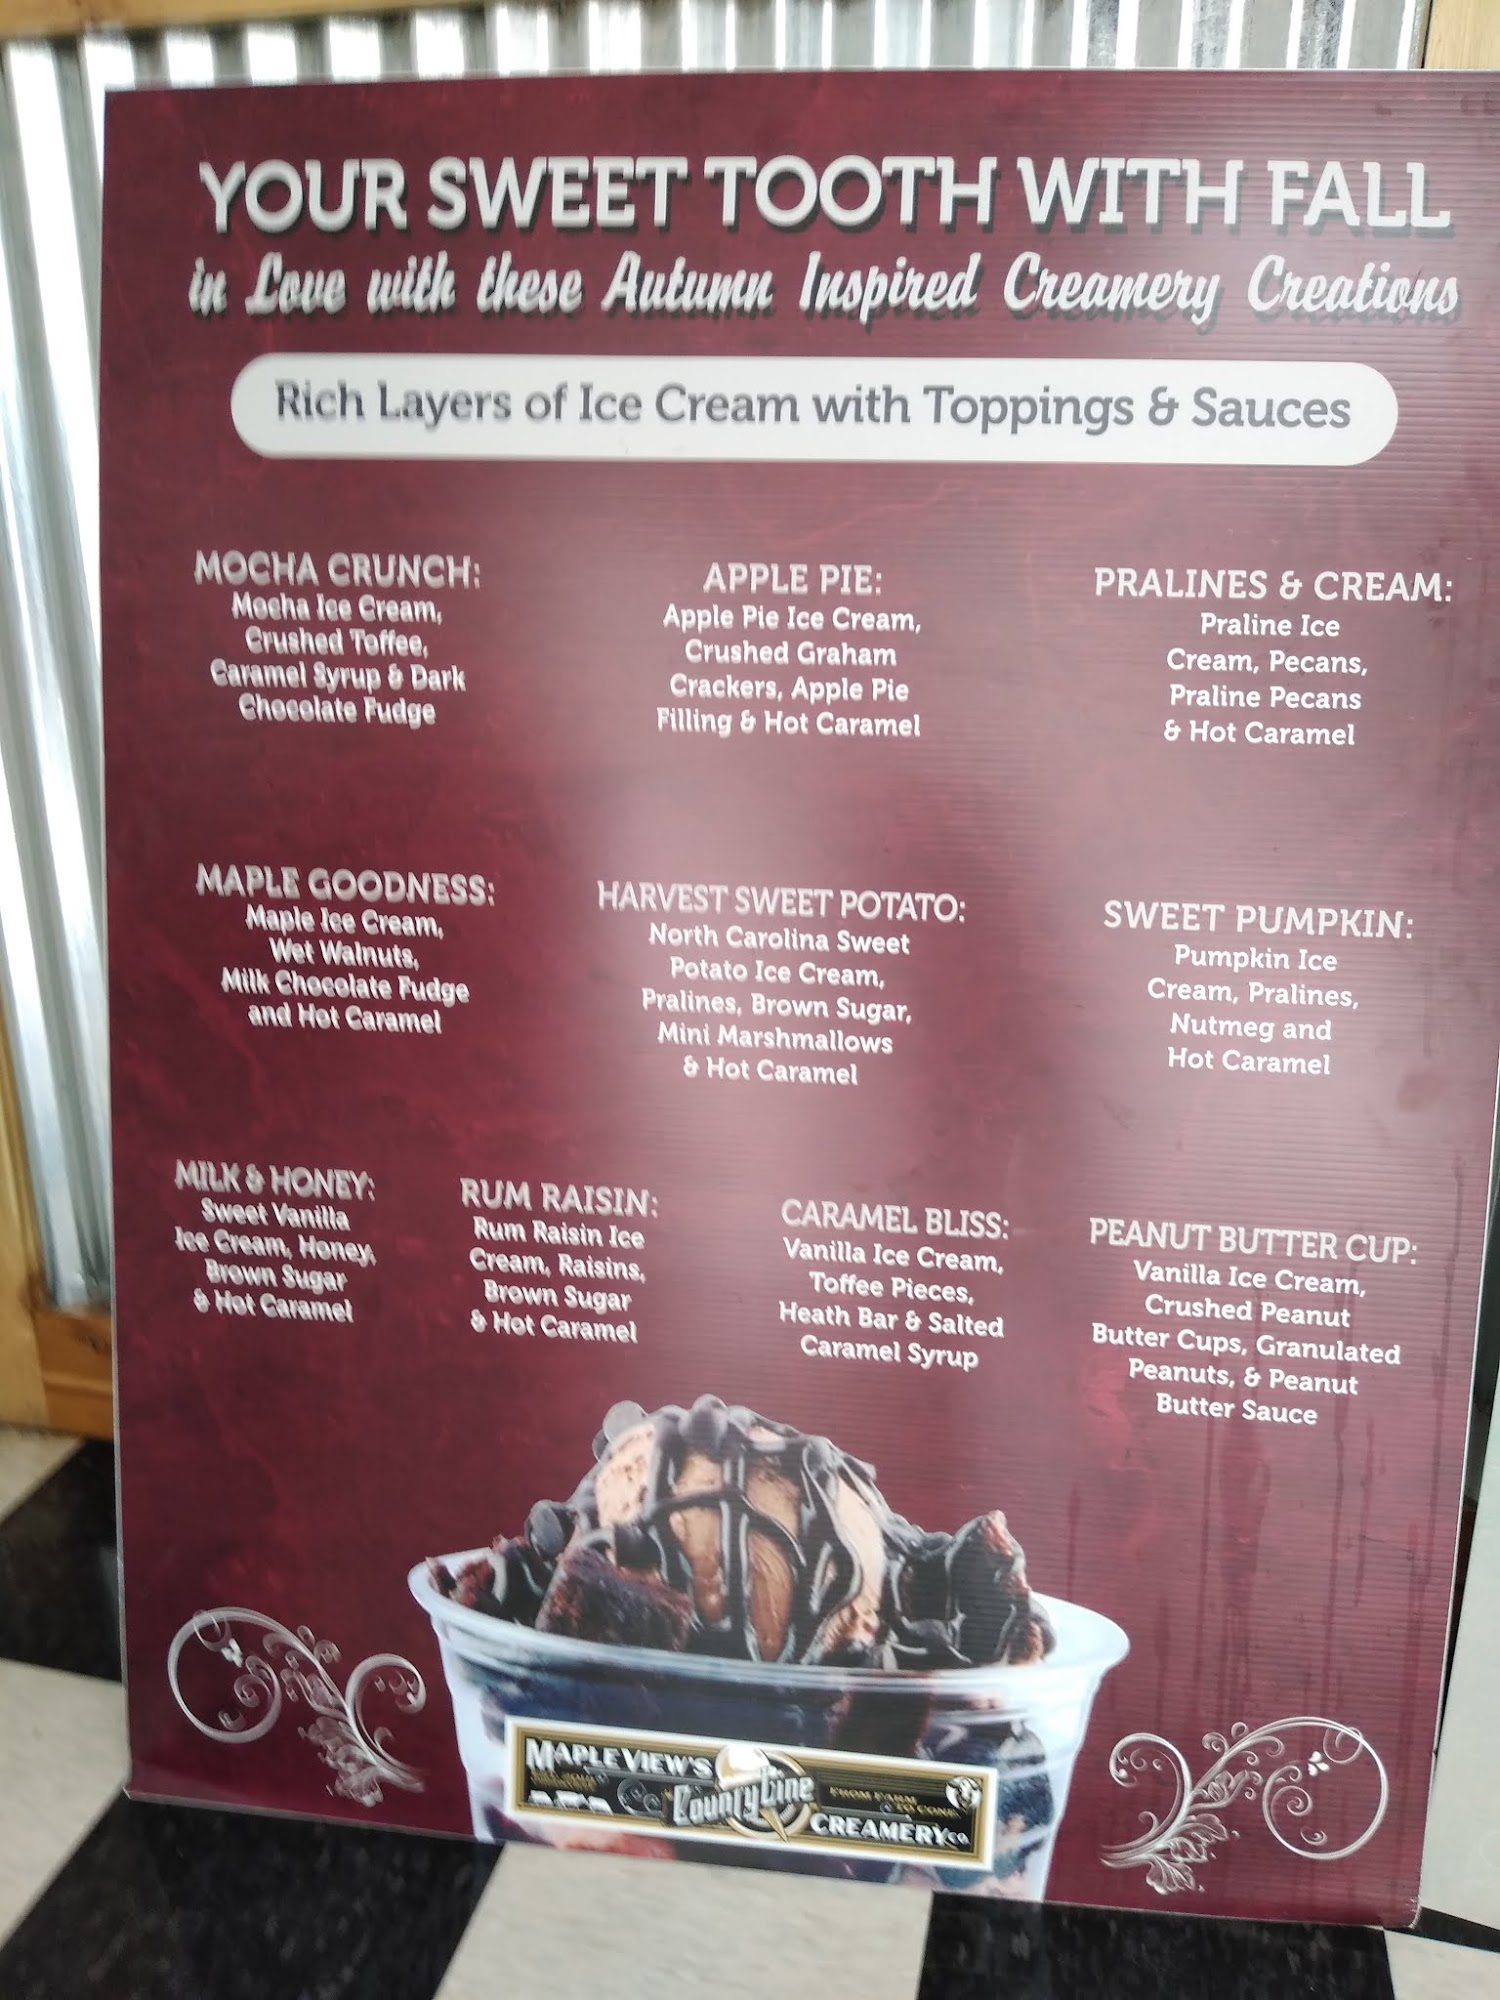 YOUR SWEET TOOTH WITH FALL
in Love with these Autumn Inspired Creamery Creations
Rich Layers of Ice Cream with Toppings & Sauces
MOCHA CRUNCH:
Mocha Ice Cream,
Crushed Toffee,
Caramel Syrup & Dark
Chocolate Fudge
APPLE PIE:
Apple Pie Ice Cream,
Crushed Graham
Crackers, Apple Pie
Filling & Hot Caramel
PRALINES & CREAM:
Praline Ice
Cream, Pecans,
Praline Pecans
& Hot Caramel
MAPLE GOODNESS:
Maple Ice Cream,
Wet Walnuts,
Milk Chocolate Fudge
and Hot Caramel
HARVEST SWEET POTATO:
North Carolina Sweet
Potato Ice Cream,
Pralines, Brown Sugar,
Mini Marshmallows
& Hot Caramel
SWEET PUMPKIN:
Pumpkin Ice
Cream, Pralines,
Nutmeg and
Hot Caramel
MILK & HONEY:
Sweet Vanilla
Ice Cream, Honey,
Brown Sugar
& Hot Caramel
RUM RAISIN:
Rum Raisin Ice
Cream, Raisins,
Brown Sugar
& Hot Caramel
CARAMEL BLISS:
Vanilla Ice Cream,
Toffee Pieces,
Heath Bar & Salted
Caramel Syrup
PEANUT BUTTER CUP:
Vanilla Ice Cream,
Crushed Peanut
Butter Cups, Granulated
Peanuts, & Peanut
Butter Sauce
MAPLEVIEW'S
CountyLine
FROM FARM
TO CONE
CREAMERY CO.